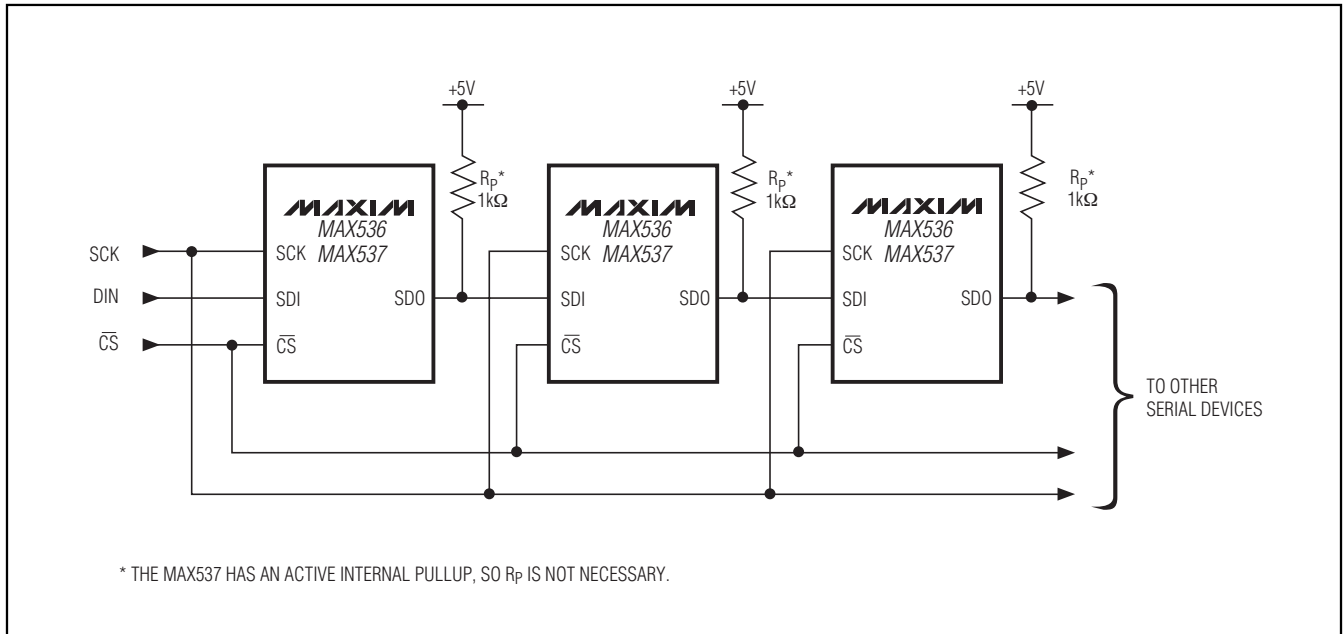 +5V
+5V
+5V
RP*
1kΩ
RP*
1kΩ
RP*
1kΩ
MAXIM
MAX536
MAX537
MAXIM
MAX536
MAX537
MAXIM
MAX536
MAX537
SCK
SCK
SCK
SCK
DIN
SDI
SDO
SDI
SDO
SDI
SDO
CS
CS
CS
CS
TO OTHER
SERIAL DEVICES
* THE MAX537 HAS AN ACTIVE INTERNAL PULLUP, SO RP IS NOT NECESSARY.